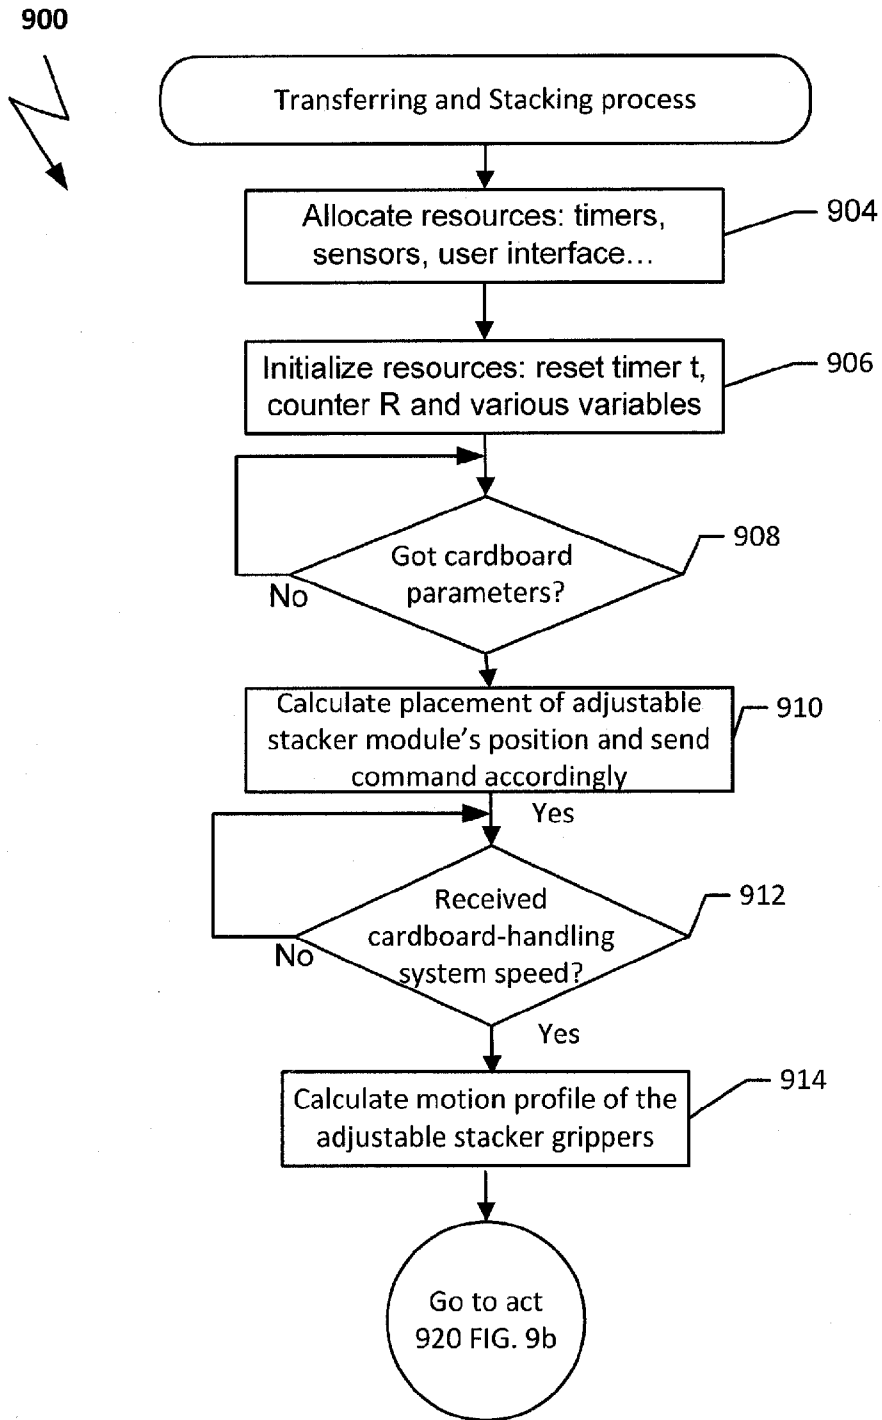 900
Transferring and Stacking process
Allocate resources: timers,
sensors, user interface...
904
Initialize resources: reset timer t,
counter R and various variables
906
Got cardboard
parameters?
908
No
Calculate placement of adjustable
stacker module's position and send
command accordingly
910
Yes
Received
cardboard-handling
system speed?
912
No
Yes
Calculate motion profile of the
adjustable stacker grippers
914
Go to act
920 FIG. 9b